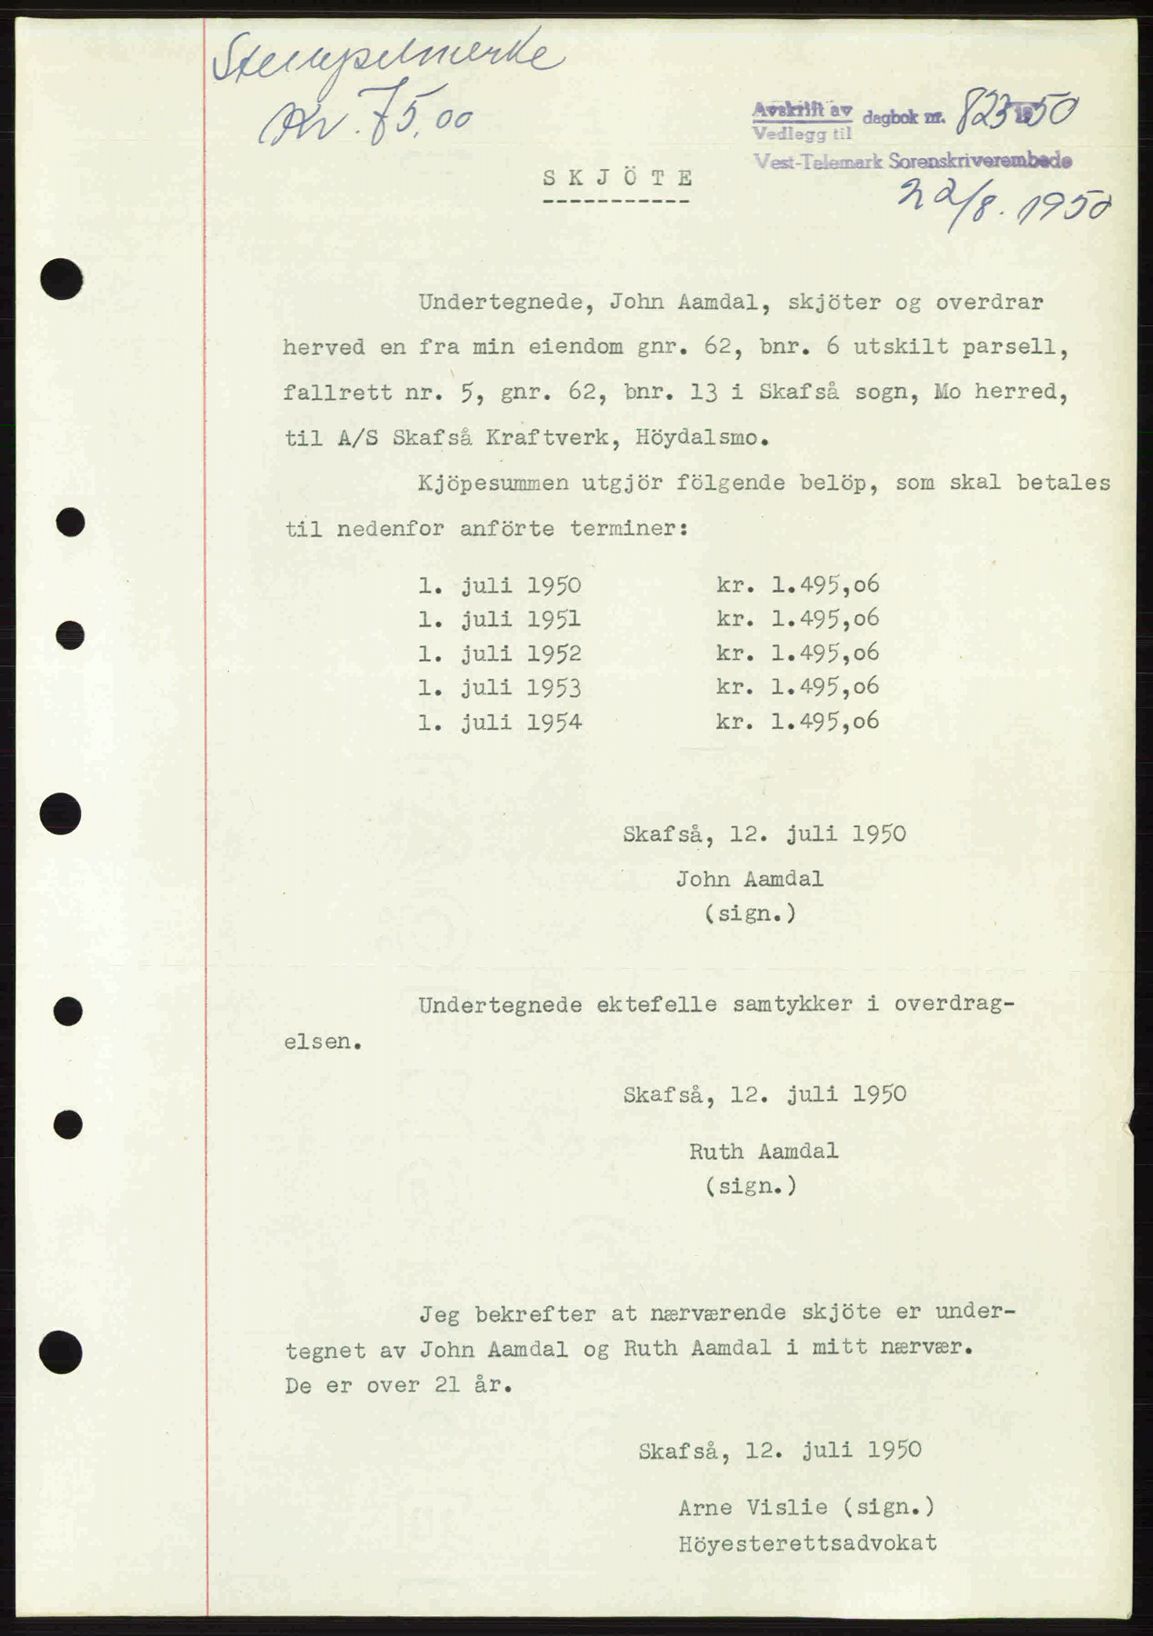 Stempelmerke
Kr. 75,00
Avskrift av
Vedlegg til
dagbok nr. 823 1950
Vest-Telemark Sorenskriverembede
22/8. 1950
S K J Ö T E
Undertegnede, John Aamdal, skjöter og overdrar
herved en fra min eiendom gnr. 62, bnr. 6 utskilt parsell,
fallrett nr. 5, gnr. 62, bnr. 13 i Skafså sogn, Mo herred,
til A/S Skafså Kraftverk, Höydalsmo.
Kjöpesummen utgjör fölgende belöp, som skal betales
til nedenfor anförte terminer:
1. juli 1950 kr. 1.495,o6
1. juli 1951 kr. 1.495,o6
1. juli 1952 kr. 1.495,o6
1. juli 1953 kr. 1.495,o6
1. juli 1954 kr. 1.495,o6
Skafså, 12. juli 1950
John Aamdal
(sign.)
Undertegnede ektefelle samtykker i overdrag-
elsen.
Skafså, 12. juli 1950
Ruth Aamdal
(sign.)
Jeg bekrefter at nærværende skjöte er under-
tegnet av John Aamdal og Ruth Aamdal i mitt nærvær.
De er over 21 år.
Skafså, 12. juli 1950
Arne Vislie (sign.)
Höyesterettsadvokat